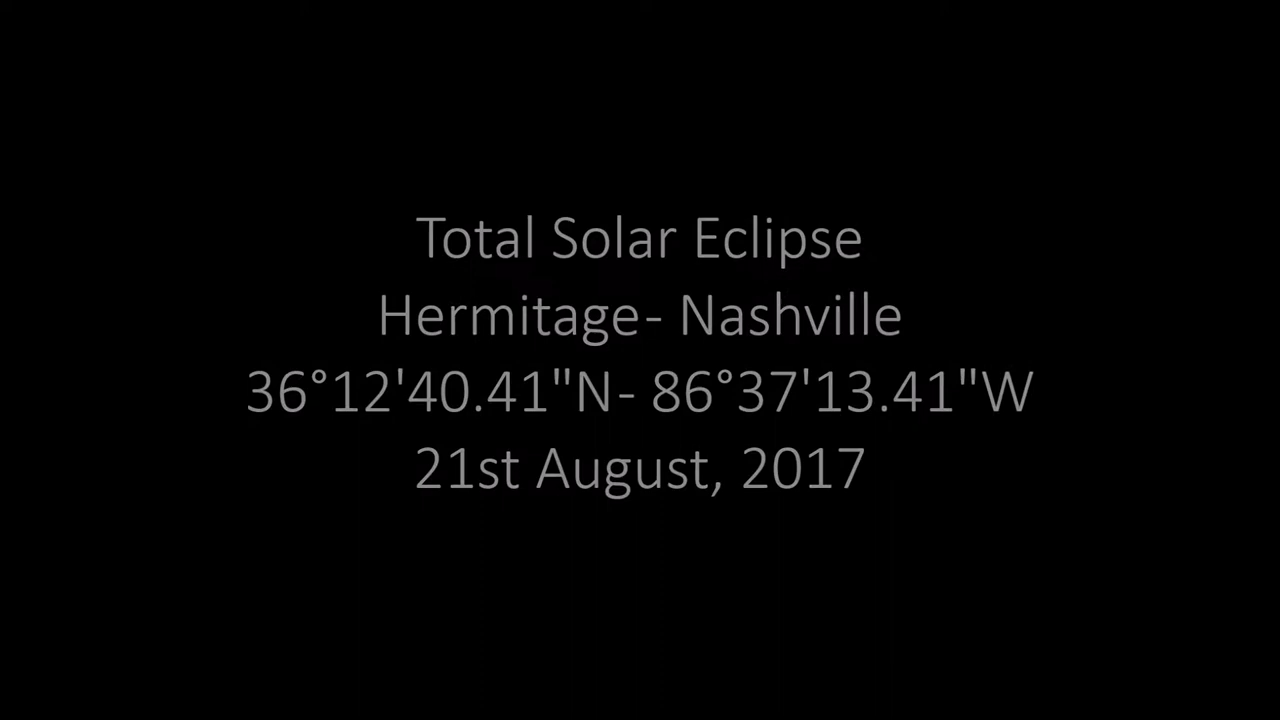 Total Solar Eclipse
Hermitage - Nashville
36°12'40.41"N - 86°37'13.41"W
21st August, 2017